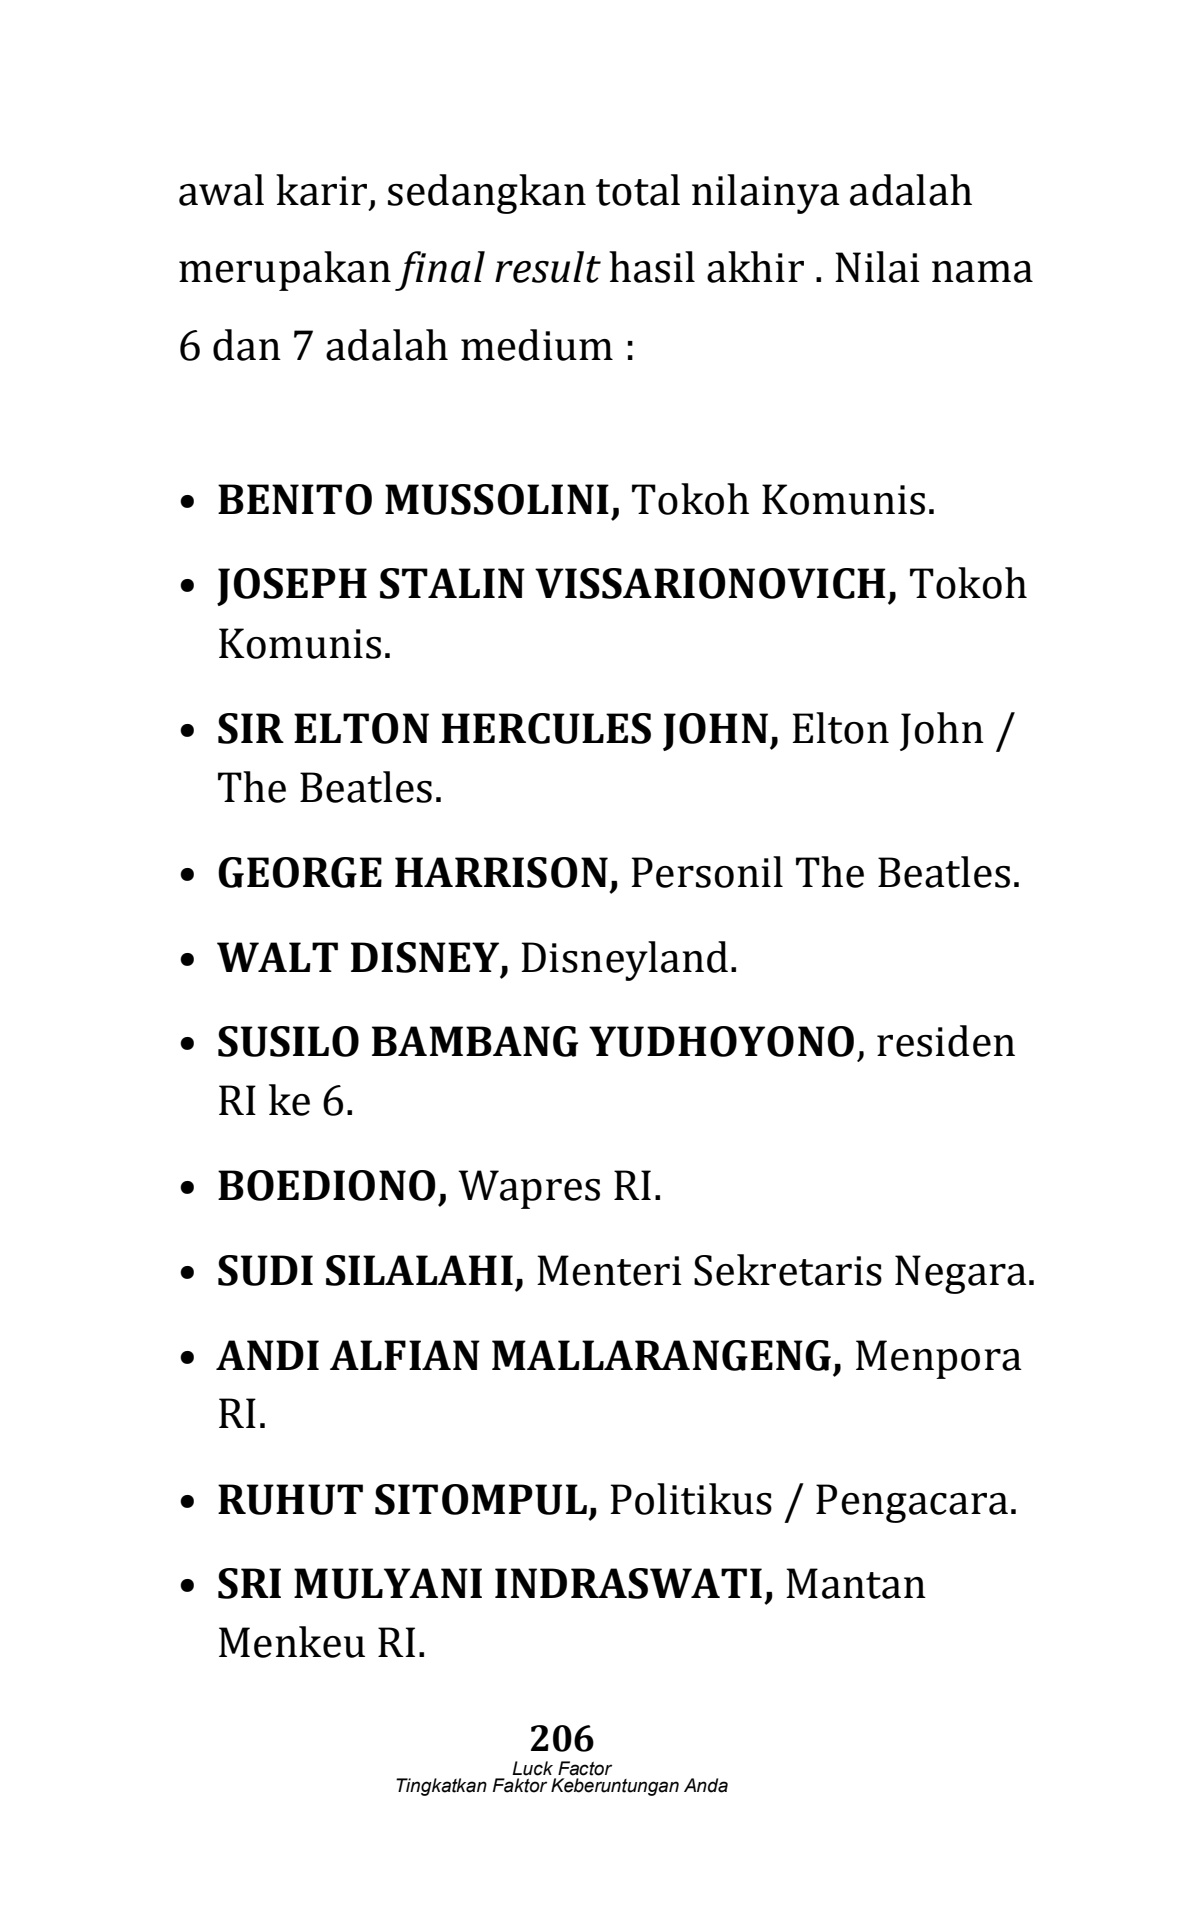 awal karir, sedangkan total nilainya adalah
merupakan final result hasil akhir . Nilai nama
6 dan 7 adalah medium :
• BENITO MUSSOLINI, Tokoh Komunis.
• JOSEPH STALIN VISSARIONOVICH, Tokoh
Komunis.
• SIR ELTON HERCULES JOHN, Elton John /
The Beatles.
• GEORGE HARRISON, Personil The Beatles.
• WALT DISNEY, Disneyland.
• SUSILO BAMBANG YUDHOYONO, residen
RI ke 6.
• BOEDIONO, Wapres RI.
• SUDI SILALAHI, Menteri Sekretaris Negara.
• ANDI ALFIAN MALLARANGENG, Menpora
RI.
• RUHUT SITOMPUL, Politikus / Pengacara.
• SRI MULYANI INDRASWATI, Mantan
Menkeu RI.
206
Luck Factor
Tingkatkan Faktor Keberuntungan Anda